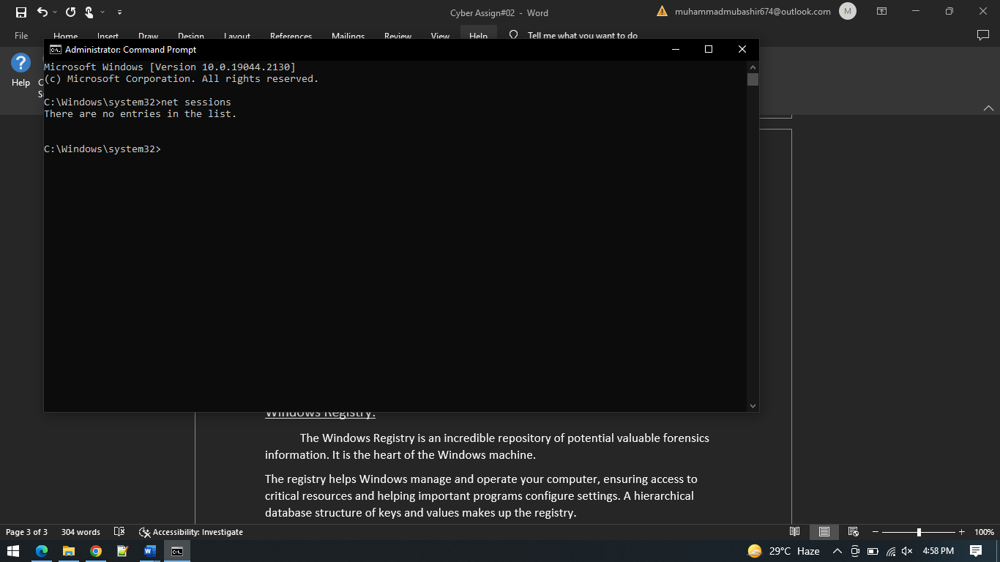 Cyber Assign#02 - Word
muhammadmubashir674@outlook.com
M
File Home Insert Draw Design Layout References Mailings Review View Help Tell me what you want to do
Administrator: Command Prompt
Help
Microsoft Windows [Version 10.0.19044.2130]
(c) Microsoft Corporation. All rights reserved.
C:\Windows\system32>net sessions
There are no entries in the list.
C:\Windows\system32>
Windows Registry:
The Windows Registry is an incredible repository of potential valuable forensics
information. It is the heart of the Windows machine.
The registry helps Windows manage and operate your computer, ensuring access to
critical resources and helping important programs configure settings. A hierarchical
database structure of keys and values makes up the registry.
Page 3 of 3 304 words Accessibility: Investigate 100%
29°C Haze 4:58 PM